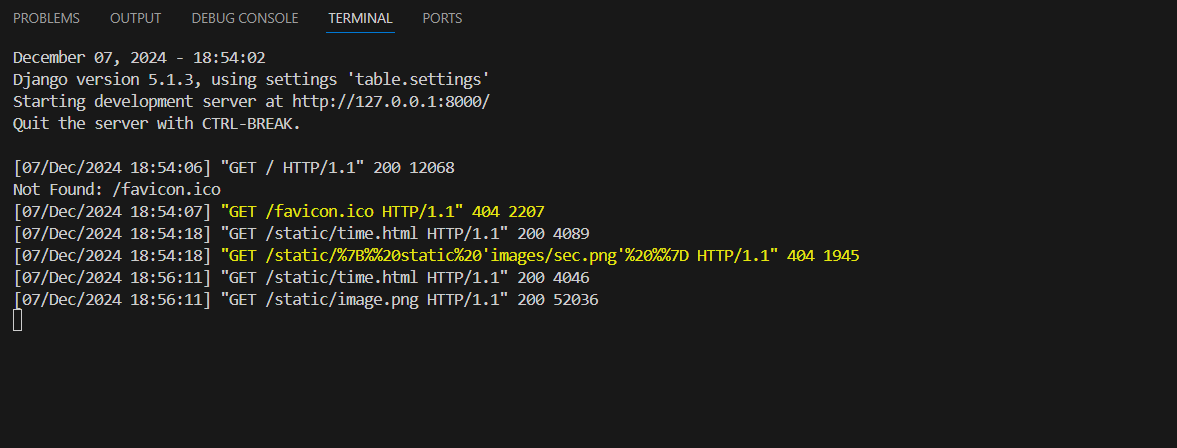 PROBLEMS OUTPUT DEBUG CONSOLE TERMINAL PORTS
December 07, 2024 - 18:54:02
Django version 5.1.3, using settings 'table.settings'
Starting development server at http://127.0.0.1:8000/
Quit the server with CTRL-BREAK.
[07/Dec/2024 18:54:06] "GET / HTTP/1.1" 200 12068
Not Found: /favicon.ico
[07/Dec/2024 18:54:07] "GET /favicon.ico HTTP/1.1" 404 2207
[07/Dec/2024 18:54:18] "GET /static/time.html HTTP/1.1" 200 4089
[07/Dec/2024 18:54:18] "GET /static/%7B%%20static%20'images/sec.png'%20%%7D HTTP/1.1" 404 1945
[07/Dec/2024 18:56:11] "GET /static/time.html HTTP/1.1" 200 4046
[07/Dec/2024 18:56:11] "GET /static/image.png HTTP/1.1" 200 52036